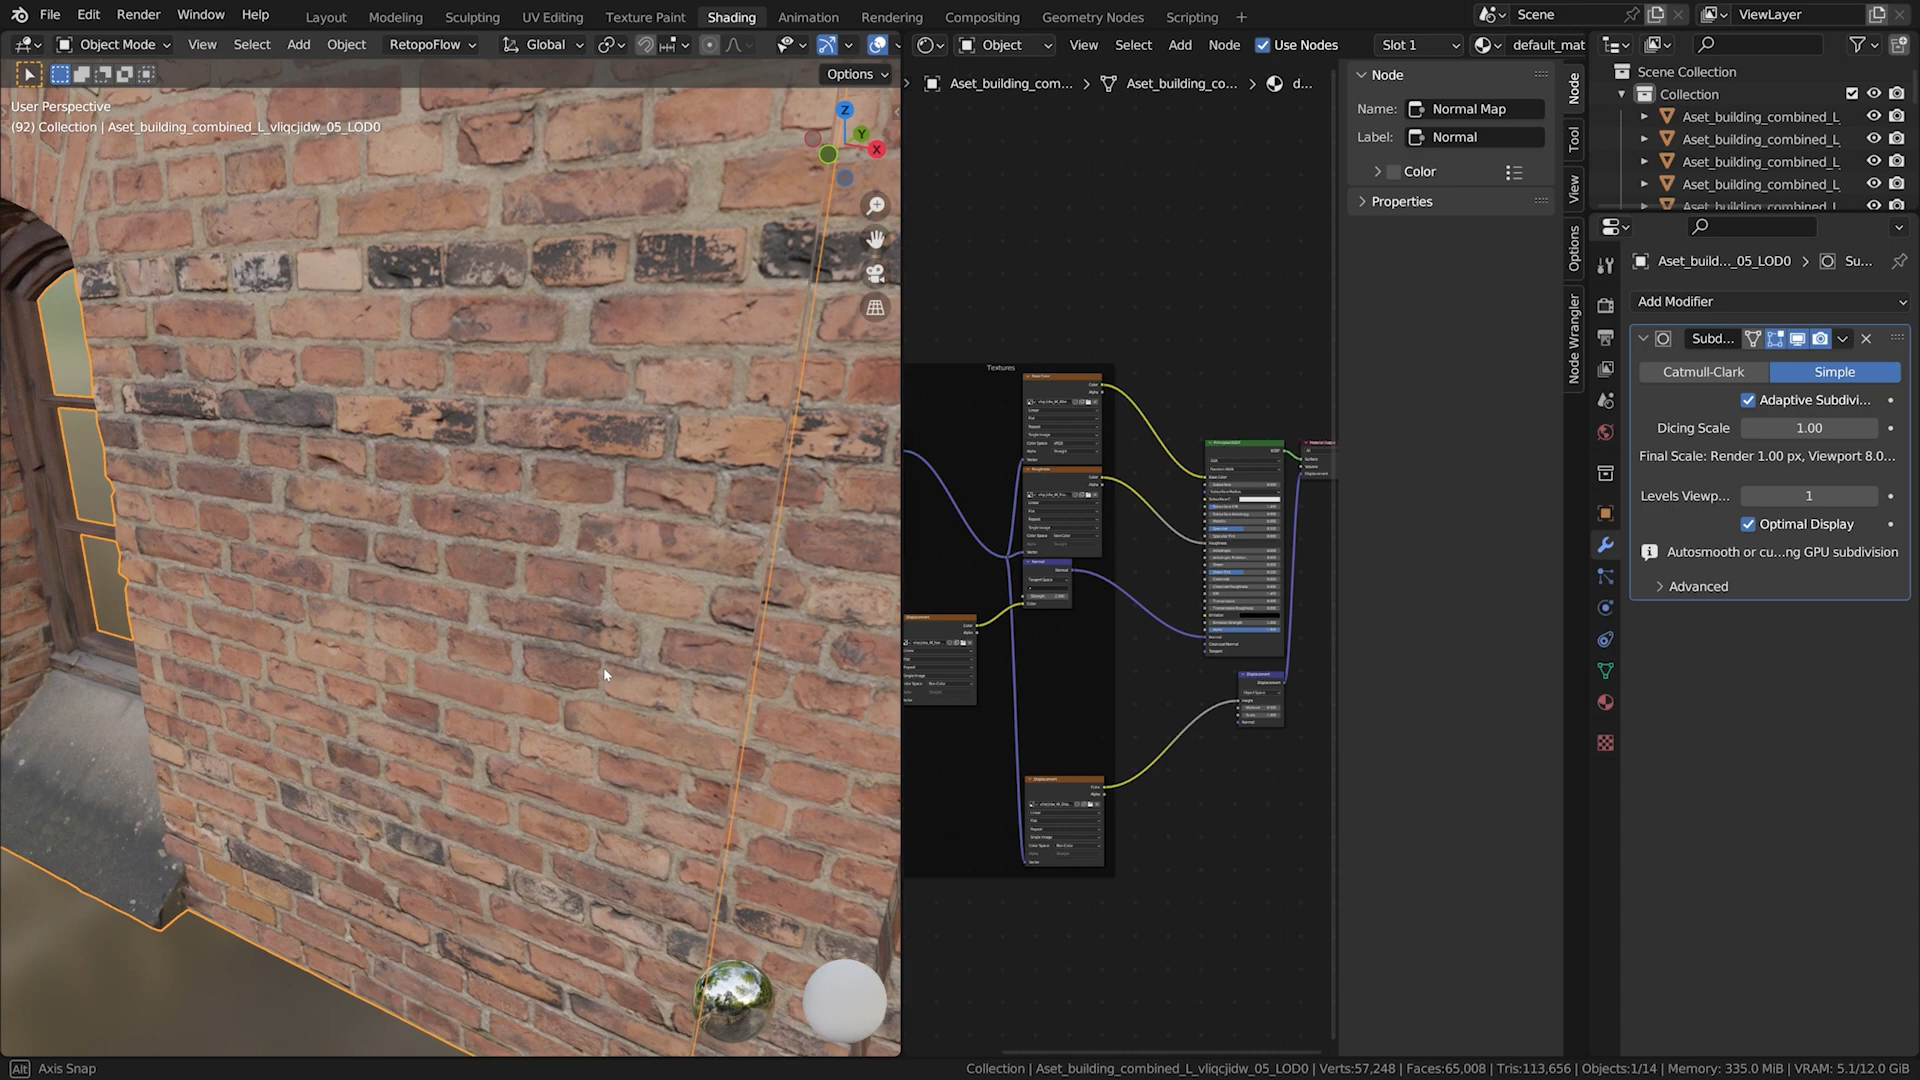 File Edit Render Window Help
Layout Modeling Sculpting UV Editing Texture Paint Shading Animation Rendering Compositing Geometry Nodes Scripting +
Scene
ViewLayer
Object Mode View Select Add Object RetopoFlow Global
Object View Select Add Node Use Nodes Slot 1 default_mat
Options
User Perspective
(92) Collection | Aset_building_combined_L_vliqcjidw_05_LOD0
Z
Y
X
Aset_building_com... > Aset_building_co... > d...
Textures
Node
Name: Normal Map
Label: Normal
Color
Properties
Node
Tool
View
Options
Node Wrangler
Scene Collection
Collection
Aset_building_combined_L_
Aset_building_combined_L_
Aset_building_combined_L_
Aset_building_combined_L_
Aset_building_combined_L_
Aset_build..._05_LOD0 > Su...
Add Modifier
Subd...
Catmull-Clark Simple
Adaptive Subdivi...
Dicing Scale 1.00
Final Scale: Render 1.00 px, Viewport 8.0...
Levels Viewp... 1
Optimal Display
Autosmooth or cu...ng GPU subdivision
Advanced
Alt Axis Snap
Collection | Aset_building_combined_L_vliqcjidw_05_LOD0 | Verts:57,248 | Faces:65,008 | Tris:113,656 | Objects:1/14 | Memory: 335.0 MiB | VRAM: 5.1/12.0 GiB